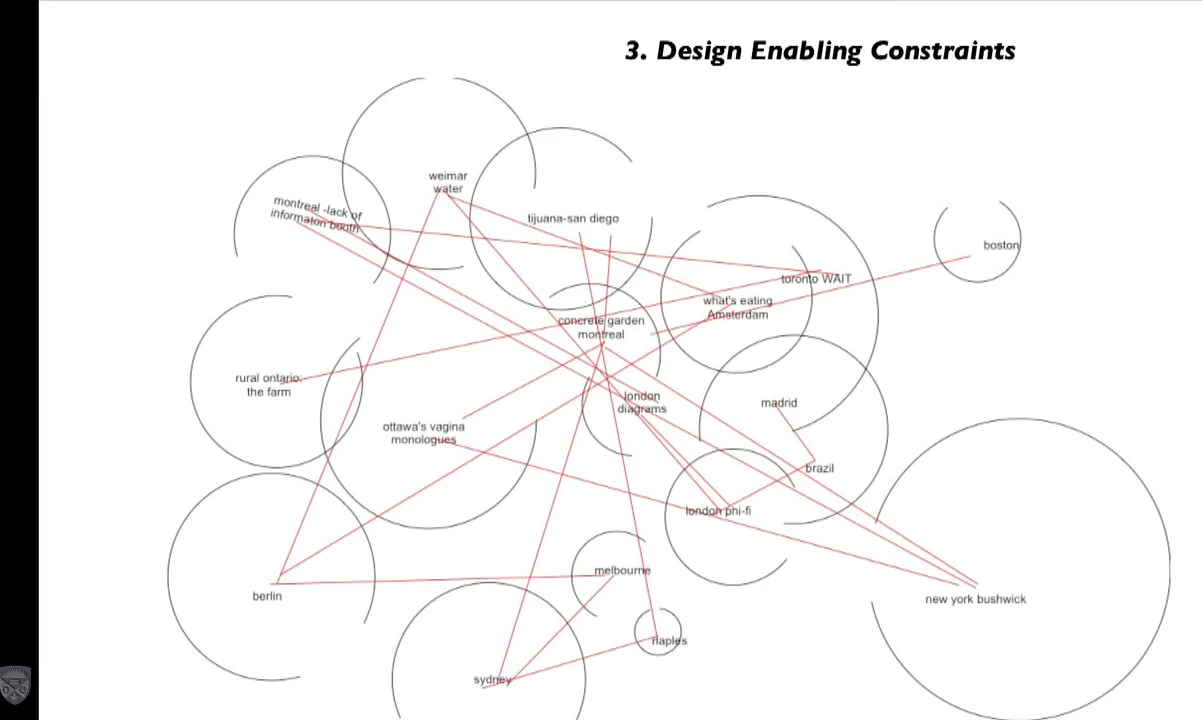 3. Design Enabling Constraints
weimar
water
montreal -lack of
informaton booth
tijuana-san diego
boston
toronto WAIT
what's eating
Amsterdam
concrete garden
montreal
rural ontario:
the farm
london
diagrams
madrid
ottawa's vagina
monologues
brazil
london phi-fi
melbourne
berlin
new york bushwick
naples
sydney